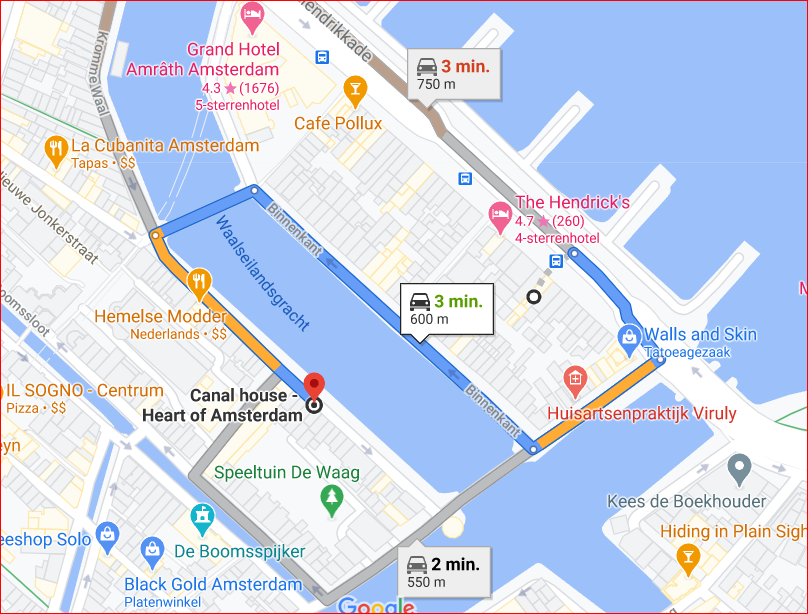 Hendrikkade
Kromme Waal
Grand Hotel
Amrâth Amsterdam
4.3 ★ (1676)
5-sterrenhotel
3 min.
750 m
Cafe Pollux
La Cubanita Amsterdam
Tapas • $$
Nieuwe Jonkerstraat
The Hendrick's
4.7 ★ (260)
4-sterrenhotel
Binnenkant
Waalseilandsgracht
Hemelse Modder
Nederlands • $$
3 min.
600 m
Walls and Skin
Tatoeagezaak
oomssloot
IL SOGNO - Centrum
Pizza • $$
Canal house -
Heart of Amsterdam
Binnenkant
Huisartsenpraktijk Viruly
eyn
Speeltuin De Waag
Kees de Boekhouder
Hiding in Plain Sigh
eeshop Solo
De Boomsspijker
2 min.
550 m
Black Gold Amsterdam
Platenwinkel
Google